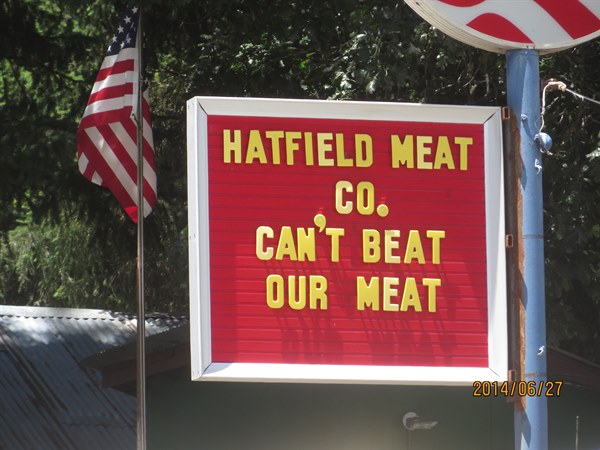 HATFIELD MEAT
CO.
CAN'T BEAT
OUR MEAT
2014/06/27